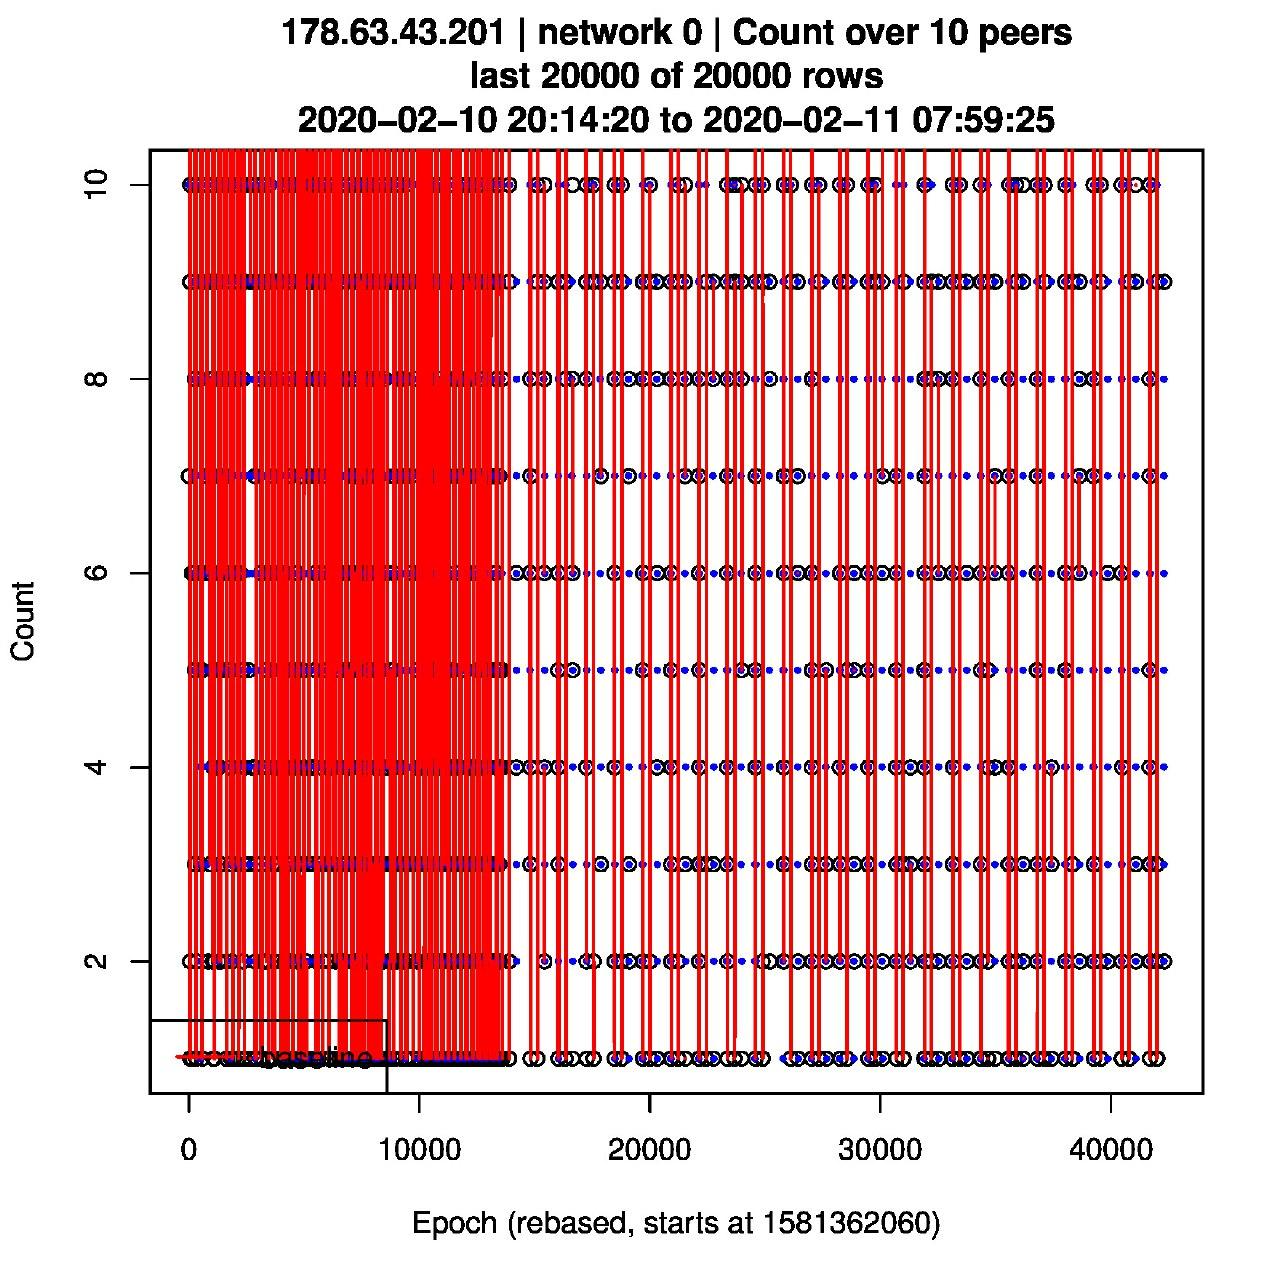 178.63.43.201 | network 0 | Count over 10 peers
last 20000 of 20000 rows
2020−02−10 20:14:20 to 2020−02−11 07:59:25
10
8
6
4
2
Count
baseline
0 10000 20000 30000 40000
Epoch (rebased, starts at 1581362060)